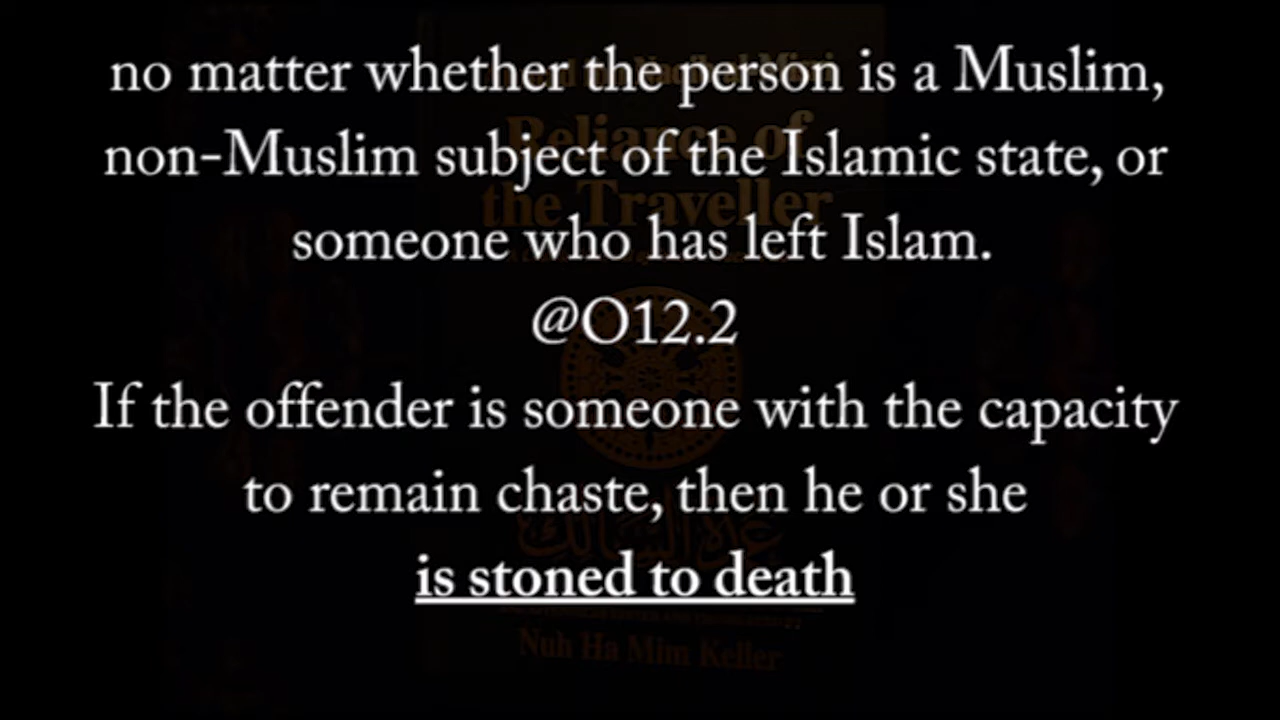 no matter whether the person is a Muslim,
non-Muslim subject of the Islamic state, or
someone who has left Islam.
@O12.2
If the offender is someone with the capacity
to remain chaste, then he or she
is stoned to death
Reliance of
the Traveller
Nuh Ha Mim Keller